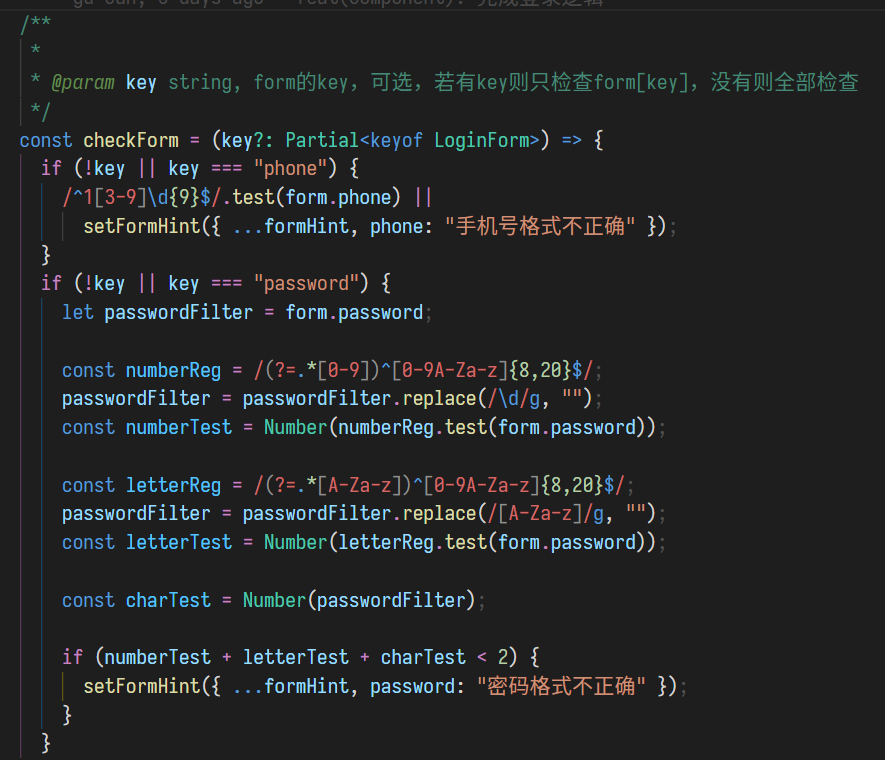 /**
 *
 * @param key string, form的key，可选，若有key则只检查form[key]，没有则全部检查
 */
const checkForm = (key?: Partial<keyof LoginForm>) => {
  if (!key || key === "phone") {
    /^1[3-9]\d{9}$/.test(form.phone) ||
      setFormHint({ ...formHint, phone: "手机号格式不正确" });
  }
  if (!key || key === "password") {
    let passwordFilter = form.password;
    const numberReg = /(?=.*[0-9])^[0-9A-Za-z]{8,20}$/;
    passwordFilter = passwordFilter.replace(/\d/g, "");
    const numberTest = Number(numberReg.test(form.password));
    const letterReg = /(?=.*[A-Za-z])^[0-9A-Za-z]{8,20}$/;
    passwordFilter = passwordFilter.replace(/[A-Za-z]/g, "");
    const letterTest = Number(letterReg.test(form.password));
    const charTest = Number(passwordFilter);
    if (numberTest + letterTest + charTest < 2) {
      setFormHint({ ...formHint, password: "密码格式不正确" });
    }
  }